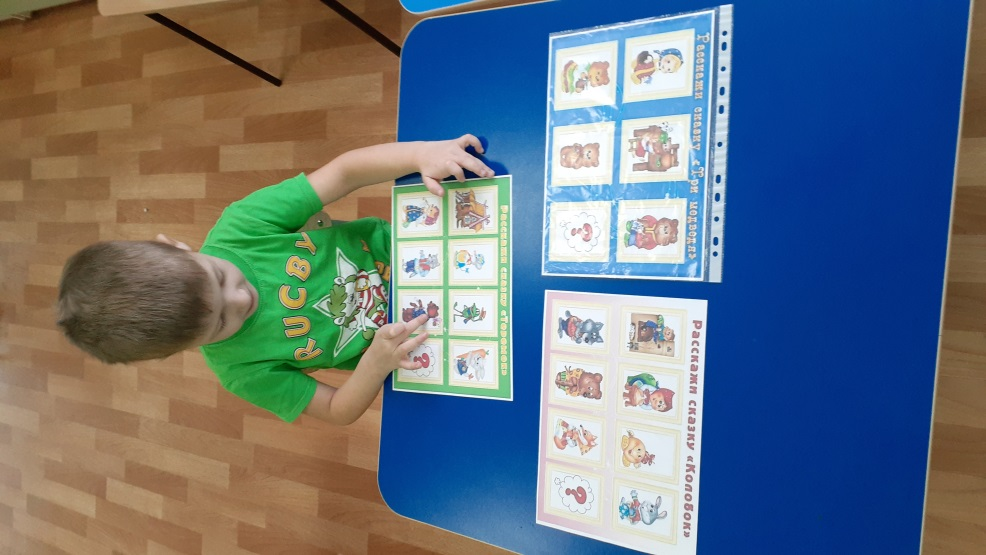 Расскажи сказку «Три медведя»
?
Расскажи сказку «Теремок»
?
Расскажи сказку «Колобок»
?
RUGBY